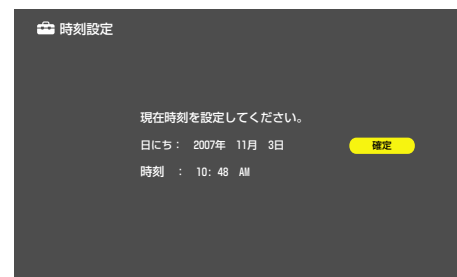 時刻設定
現在時刻を設定してください。
日にち： 2007年 11月 3日 確定
時刻 ： 10: 48 AM